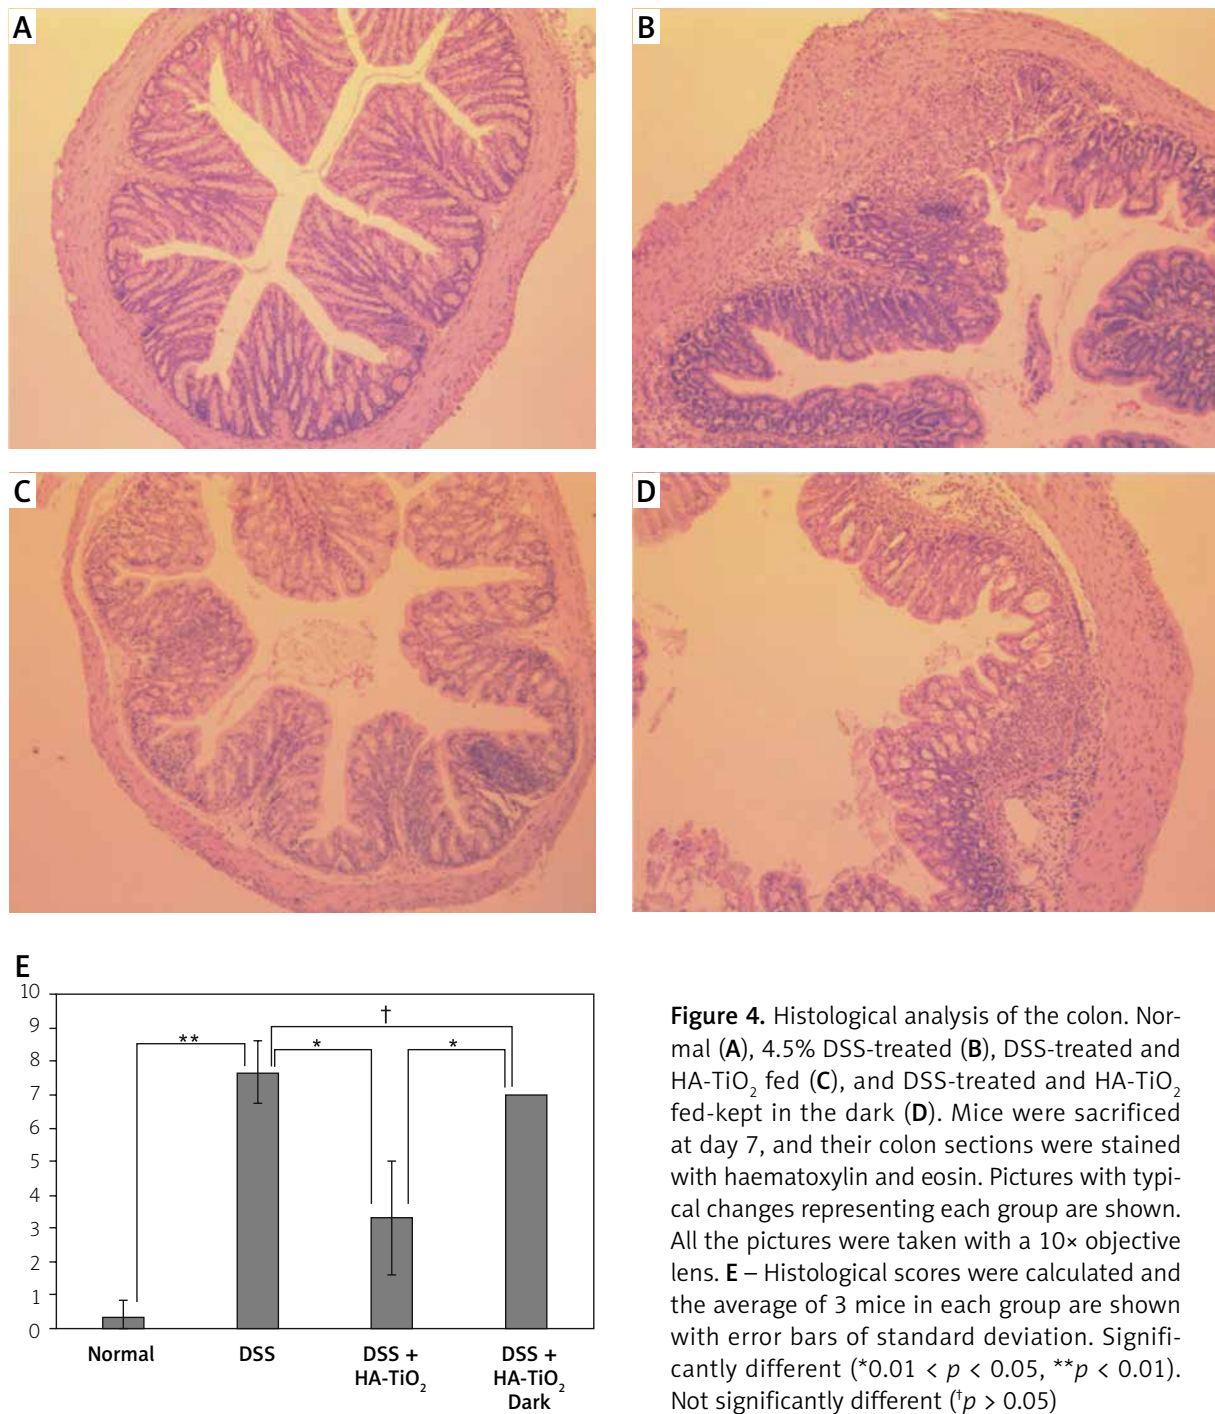 A
B
C
D
E
10
9
8
7
6
5
4
3
2
1
0
**
*
†
*
Normal
DSS
DSS +
HA-TiO₂
DSS +
HA-TiO₂
Dark
Figure 4. Histological analysis of the colon. Nor-
mal (A), 4.5% DSS-treated (B), DSS-treated and
HA-TiO₂ fed (C), and DSS-treated and HA-TiO₂
fed-kept in the dark (D). Mice were sacrificed
at day 7, and their colon sections were stained
with haematoxylin and eosin. Pictures with typi-
cal changes representing each group are shown.
All the pictures were taken with a 10× objective
lens. E – Histological scores were calculated and
the average of 3 mice in each group are shown
with error bars of standard deviation. Signifi-
cantly different (*0.01 < p < 0.05, **p < 0.01).
Not significantly different (†p > 0.05)